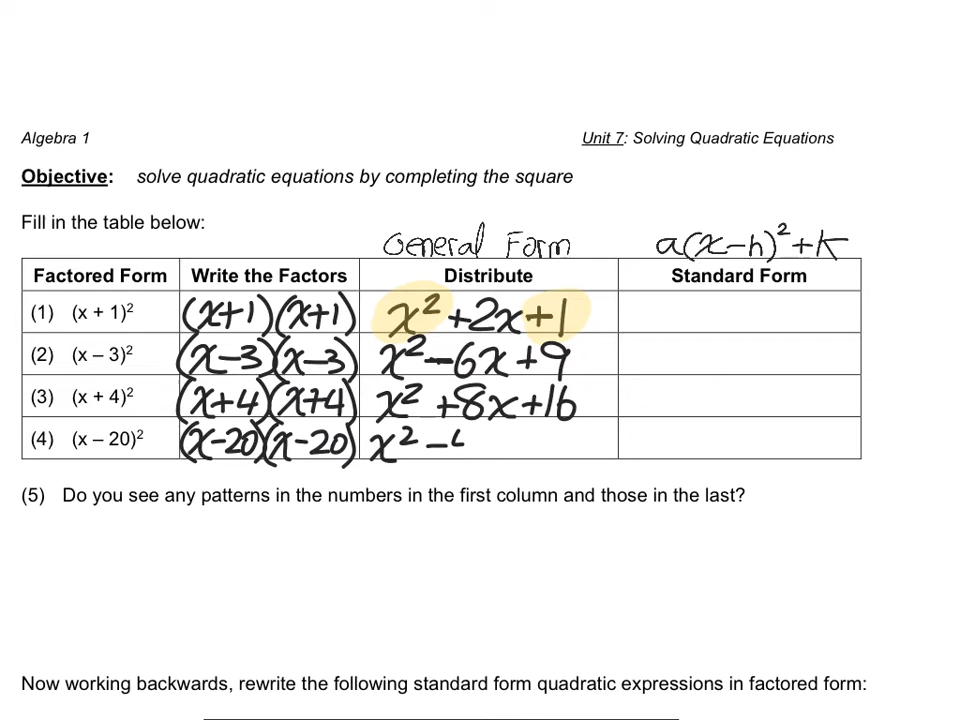 Algebra 1 Unit 7: Solving Quadratic Equations
Objective: solve quadratic equations by completing the square
Fill in the table below:
General Form a(x-h)²+k
Factored Form Write the Factors Distribute Standard Form
(1) (x + 1)² (x+1)(x+1) x²+2x+1
(2) (x – 3)² (x-3)(x-3) x²-6x+9
(3) (x + 4)² (x+4)(x+4) x²+8x+16
(4) (x – 20)² (x-20)(x-20) x²-4
(5) Do you see any patterns in the numbers in the first column and those in the last?
Now working backwards, rewrite the following standard form quadratic expressions in factored form: